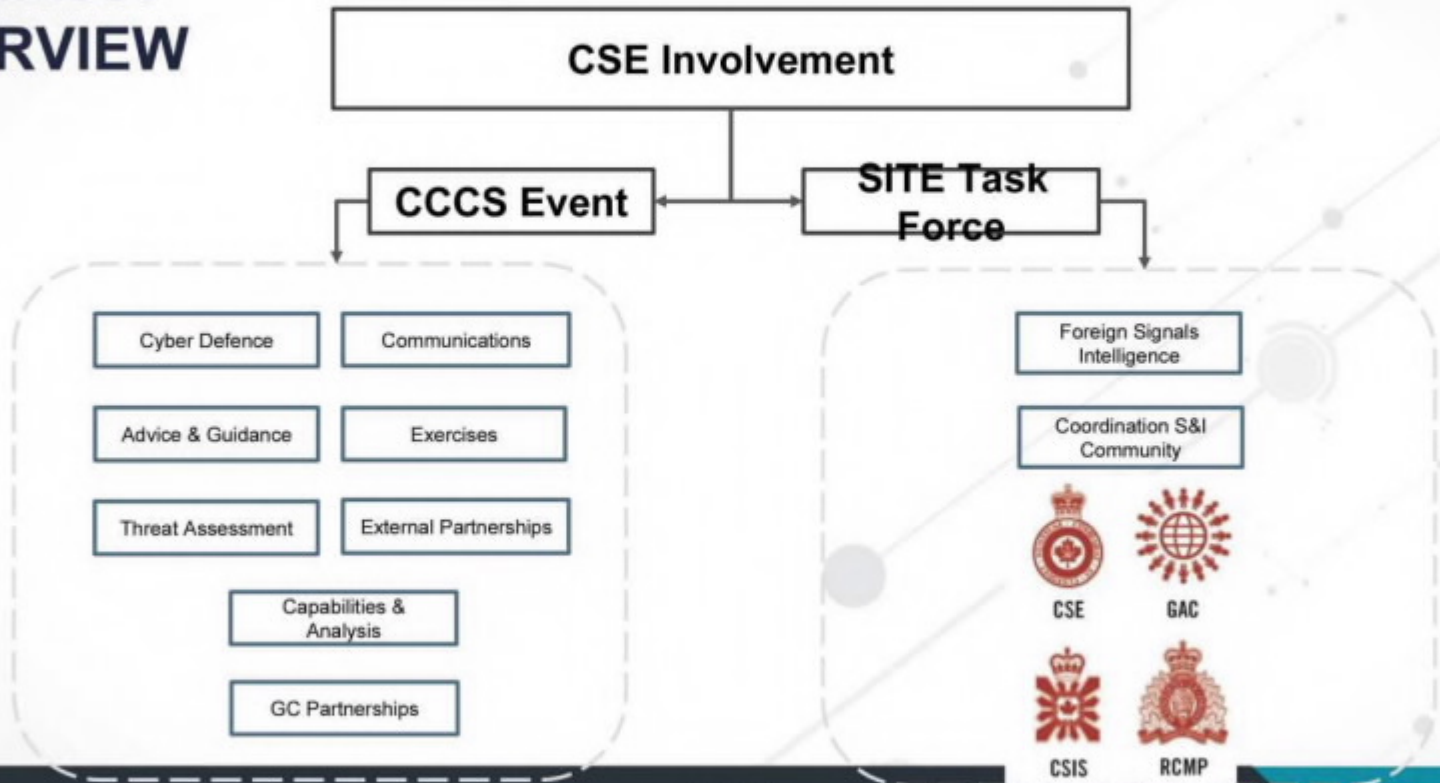 RVIEW
CSE Involvement
CCCS Event
SITE Task
Force
Cyber Defence
Communications
Advice & Guidance
Exercises
Threat Assessment
External Partnerships
Capabilities &
Analysis
GC Partnerships
Foreign Signals
Intelligence
Coordination S&I
Community
CSE
GAC
CSIS
RCMP